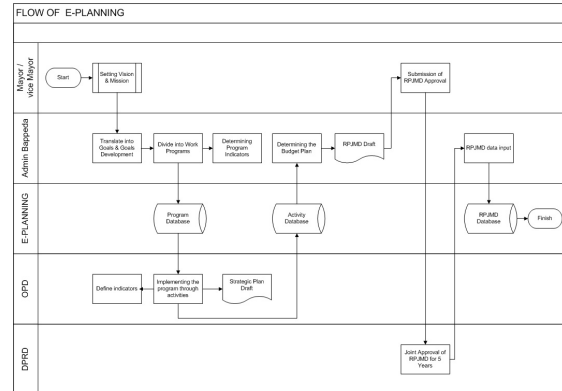 FLOW OF E-PLANNING
Mayor /
vice Mayor
Start
Setting Vision
& Mission
Submission of
RPJMD Approval
Admin Bappeda
Translate into
Goals & Goals
Development
Divide into Work
Programs
Determining
Program
Indicators
Determining the
Budget Plan
RPJMD Draft
RPJMD data input
E-PLANNING
Program
Database
Activity
Database
RPJMD
Database
Finish
OPD
Define indicators
Implementing the
program through
activities
Strategic Plan
Draft
DPRD
Joint Approval of
RPJMD for 5
Years